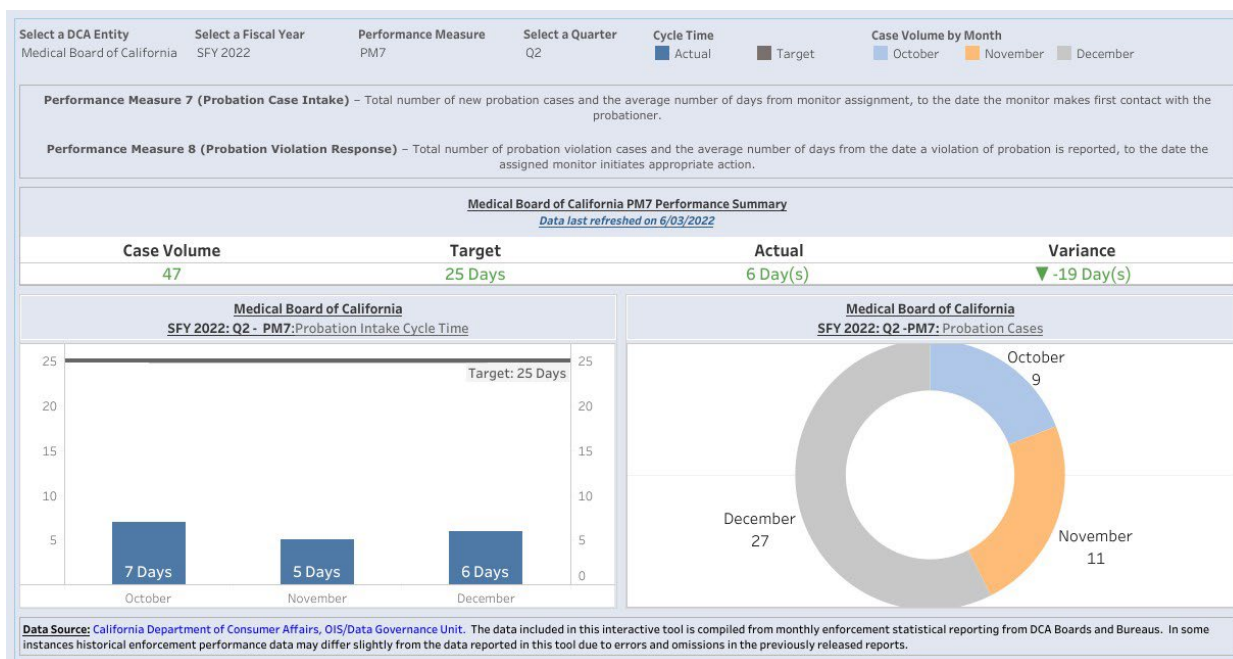 Select a DCA Entity
Medical Board of California
Select a Fiscal Year
SFY 2022
Performance Measure
PM7
Select a Quarter
Q2
Cycle Time
Actual
Target
Case Volume by Month
October
November
December
Performance Measure 7 (Probation Case Intake) – Total number of new probation cases and the average number of days from monitor assignment, to the date the monitor makes first contact with the
probationer.
Performance Measure 8 (Probation Violation Response) – Total number of probation violation cases and the average number of days from the date a violation of probation is reported, to the date the
assigned monitor initiates appropriate action.
Medical Board of California PM7 Performance Summary
Data last refreshed on 6/03/2022
Case Volume Target Actual Variance
47 25 Days 6 Day(s) ▼ -19 Day(s)
Medical Board of California
SFY 2022: Q2 - PM7:Probation Intake Cycle Time
25 25
Target: 25 Days
20 20
15 15
10 10
5 5
0
7 Days 5 Days 6 Days
October November December
Medical Board of California
SFY 2022: Q2 -PM7: Probation Cases
October
9
December
27
November
11
Data Source: California Department of Consumer Affairs, OIS/Data Governance Unit. The data included in this interactive tool is compiled from monthly enforcement statistical reporting from DCA Boards and Bureaus. In some
instances historical enforcement performance data may differ slightly from the data reported in this tool due to errors and omissions in the previously released reports.